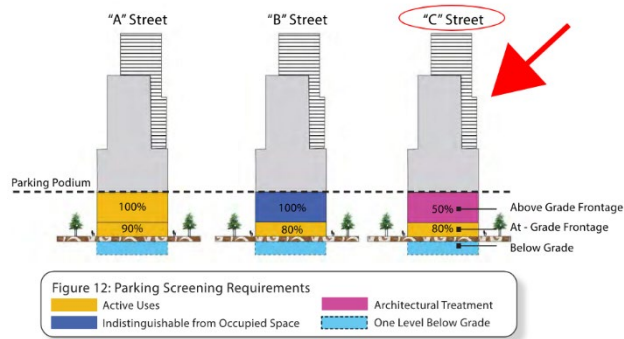 "A" Street
"B" Street
"C" Street
Parking Podium
100%
100%
50%
Above Grade Frontage
90%
80%
80%
At - Grade Frontage
Below Grade
Figure 12: Parking Screening Requirements
Active Uses
Architectural Treatment
Indistinguishable from Occupied Space
One Level Below Grade